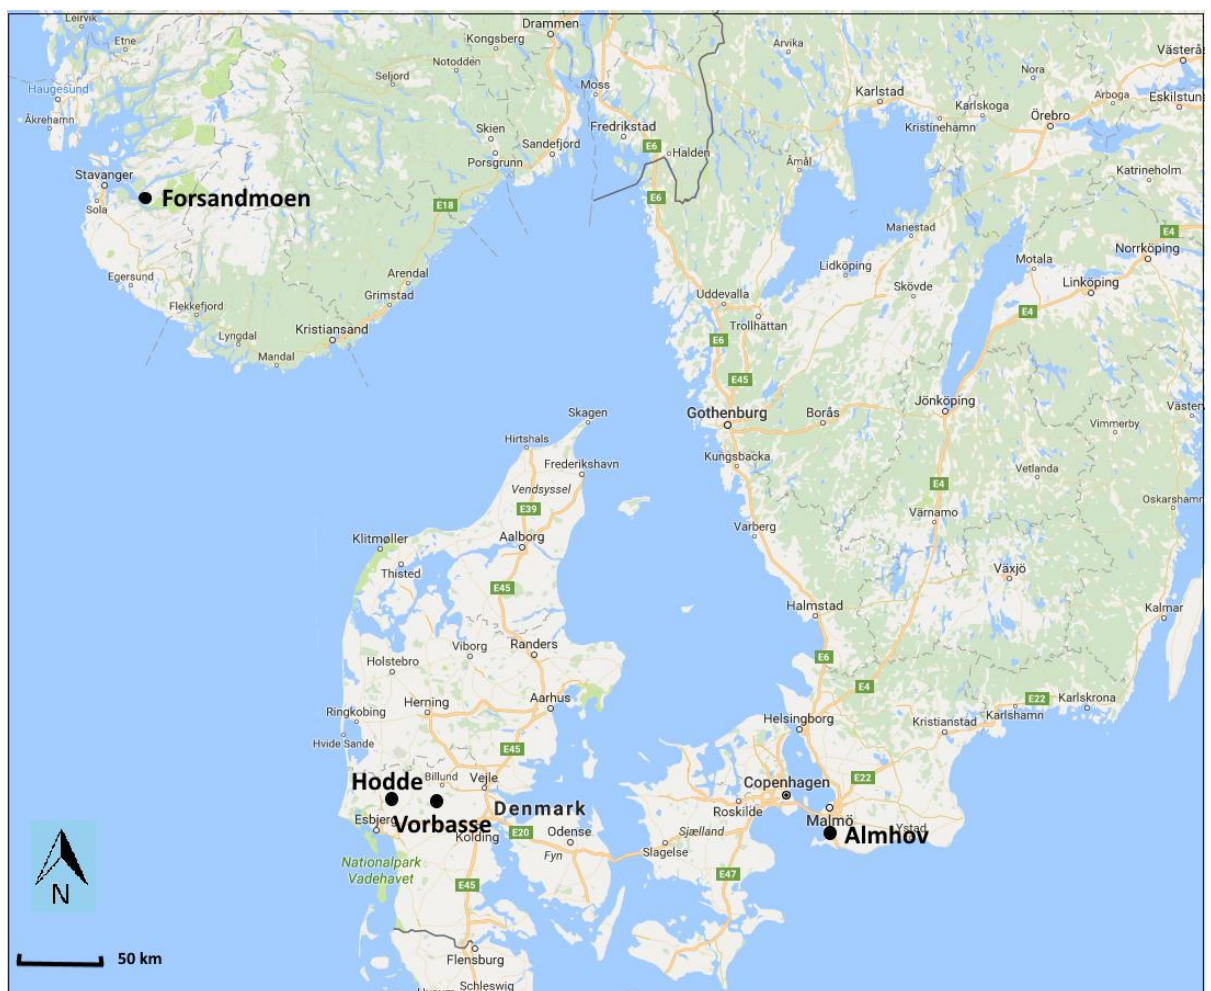 Leirvik
Drammen
Etne
Kongsberg
Arvika
Västerå
Notodden
Nora
Seljord
Moss
Karlstad
Arboga
Eskilstun
Haugesund
Karlskoga
Åkrehamn
Kristinehamn
Örebro
Skien
Fredrikstad
Sandefjord
E6
Halden
Porsgrunn
Åmål
Katrineholm
Stavanger
Forsandmoen
E6
Sola
E18
Mariestad
E4
Norrköping
Motala
Lidköping
Egersund
Arendal
Skövde
Linköping
Grimstad
Uddevalla
Flekkefjord
E4
Kristiansand
Trollhättan
Lyngdal
E6
Mandal
E45
Jönköping
Skagen
Gothenburg
Borås
Västerv
Vimmerby
Hirtshals
Kungsbacka
Frederikshavn
Vetlanda
Vendsyssel
E4
Oskarshamn
E39
Värnamo
Varberg
Klitmøller
Aalborg
Thisted
Växjö
E45
Halmstad
Kalmar
Viborg
Randers
Holstebro
E6
E4
Aarhus
E22
Karlskrona
Herning
Ringkobing
Karlshamn
Helsingborg
Kristianstad
Hvide Sande
E45
Hodde
Billund
Vejle
E22
Copenhagen
Denmark
Roskilde
Esbjerg
Vorbasse
Malmö
E20
Odense
Sjælland
Ystad
Kolding
Almhov
Fyn
Slagelse
Nationalpark
Vadehavet
E47
E45
N
50 km
Flensburg
Schleswig